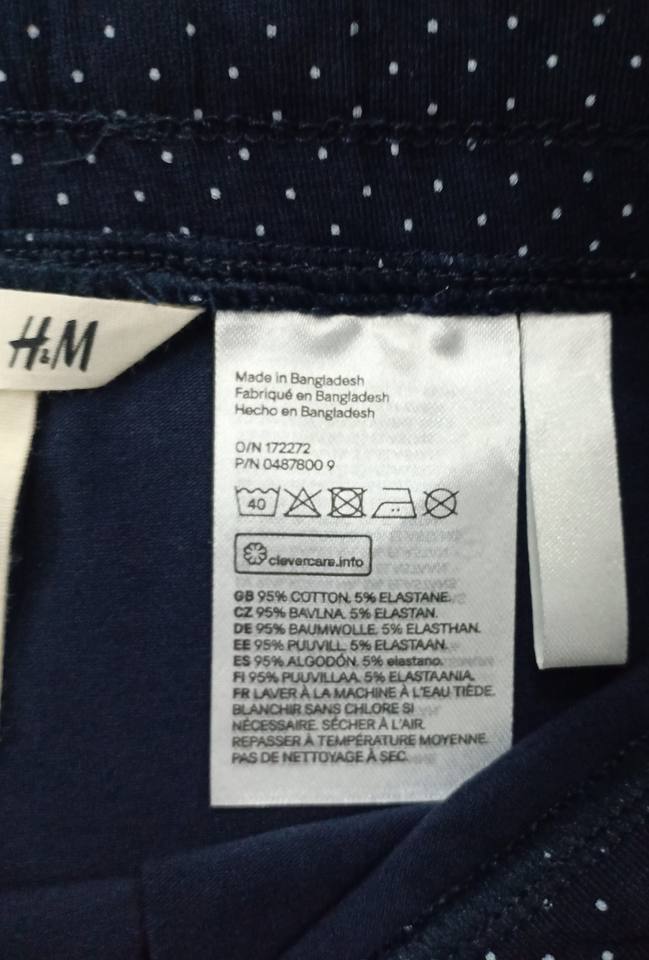 H&M
Made in Bangladesh
Fabriqué en Bangladesh
Hecho en Bangladesh
O/N 172272
P/N 0487800 9
40
clevercare.info
GB 95% COTTON. 5% ELASTANE.
CZ 95% BAVLNA. 5% ELASTAN.
DE 95% BAUMWOLLE. 5% ELASTHAN.
EE 95% PUUVILL. 5% ELASTAAN.
ES 95% ALGODÓN. 5% elastano.
FI 95% PUUVILLAA. 5% ELASTAANIA.
FR LAVER À LA MACHINE À L'EAU TIÈDE.
BLANCHIR SANS CHLORE SI
NÉCESSAIRE. SÉCHER À L'AIR.
REPASSER À TEMPÉRATURE MOYENNE.
PAS DE NETTOYAGE À SEC.